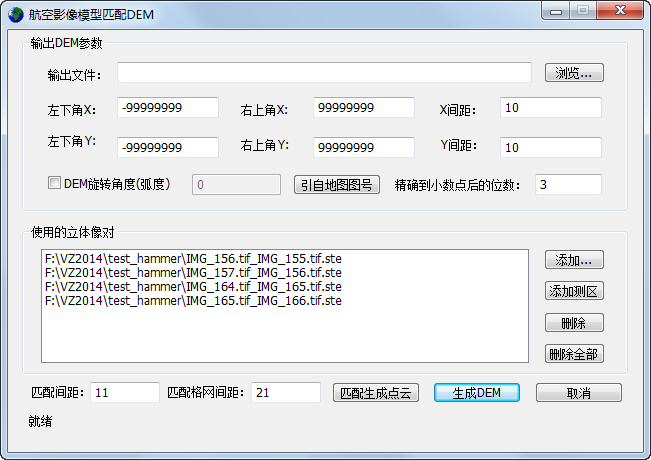 航空影像模型匹配DEM
输出DEM参数
输出文件： 浏览...
左下角X： -99999999 右上角X: 99999999 X间距： 10
左下角Y: -99999999 右上角Y: 99999999 Y间距： 10
DEM旋转角度(弧度) 0 引自地图图号 精确到小数点后的位数： 3
使用的立体像对
F:\VZ2014\test_hammer\IMG_156.tif_IMG_155.tif.ste 添加...
F:\VZ2014\test_hammer\IMG_157.tif_IMG_156.tif.ste
F:\VZ2014\test_hammer\IMG_164.tif_IMG_165.tif.ste 添加测区
F:\VZ2014\test_hammer\IMG_165.tif_IMG_166.tif.ste
删除
删除全部
匹配间距： 11 匹配格网间距： 21 匹配生成点云 生成DEM 取消
就绪